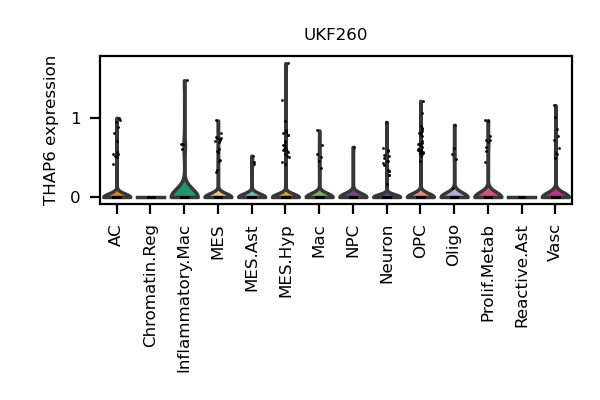 UKF260
THAP6 expression
1
0
AC
Chromatin.Reg
Inflammatory.Mac
MES
MES.Ast
MES.Hyp
Mac
NPC
Neuron
OPC
Oligo
Prolif.Metab
Reactive.Ast
Vasc